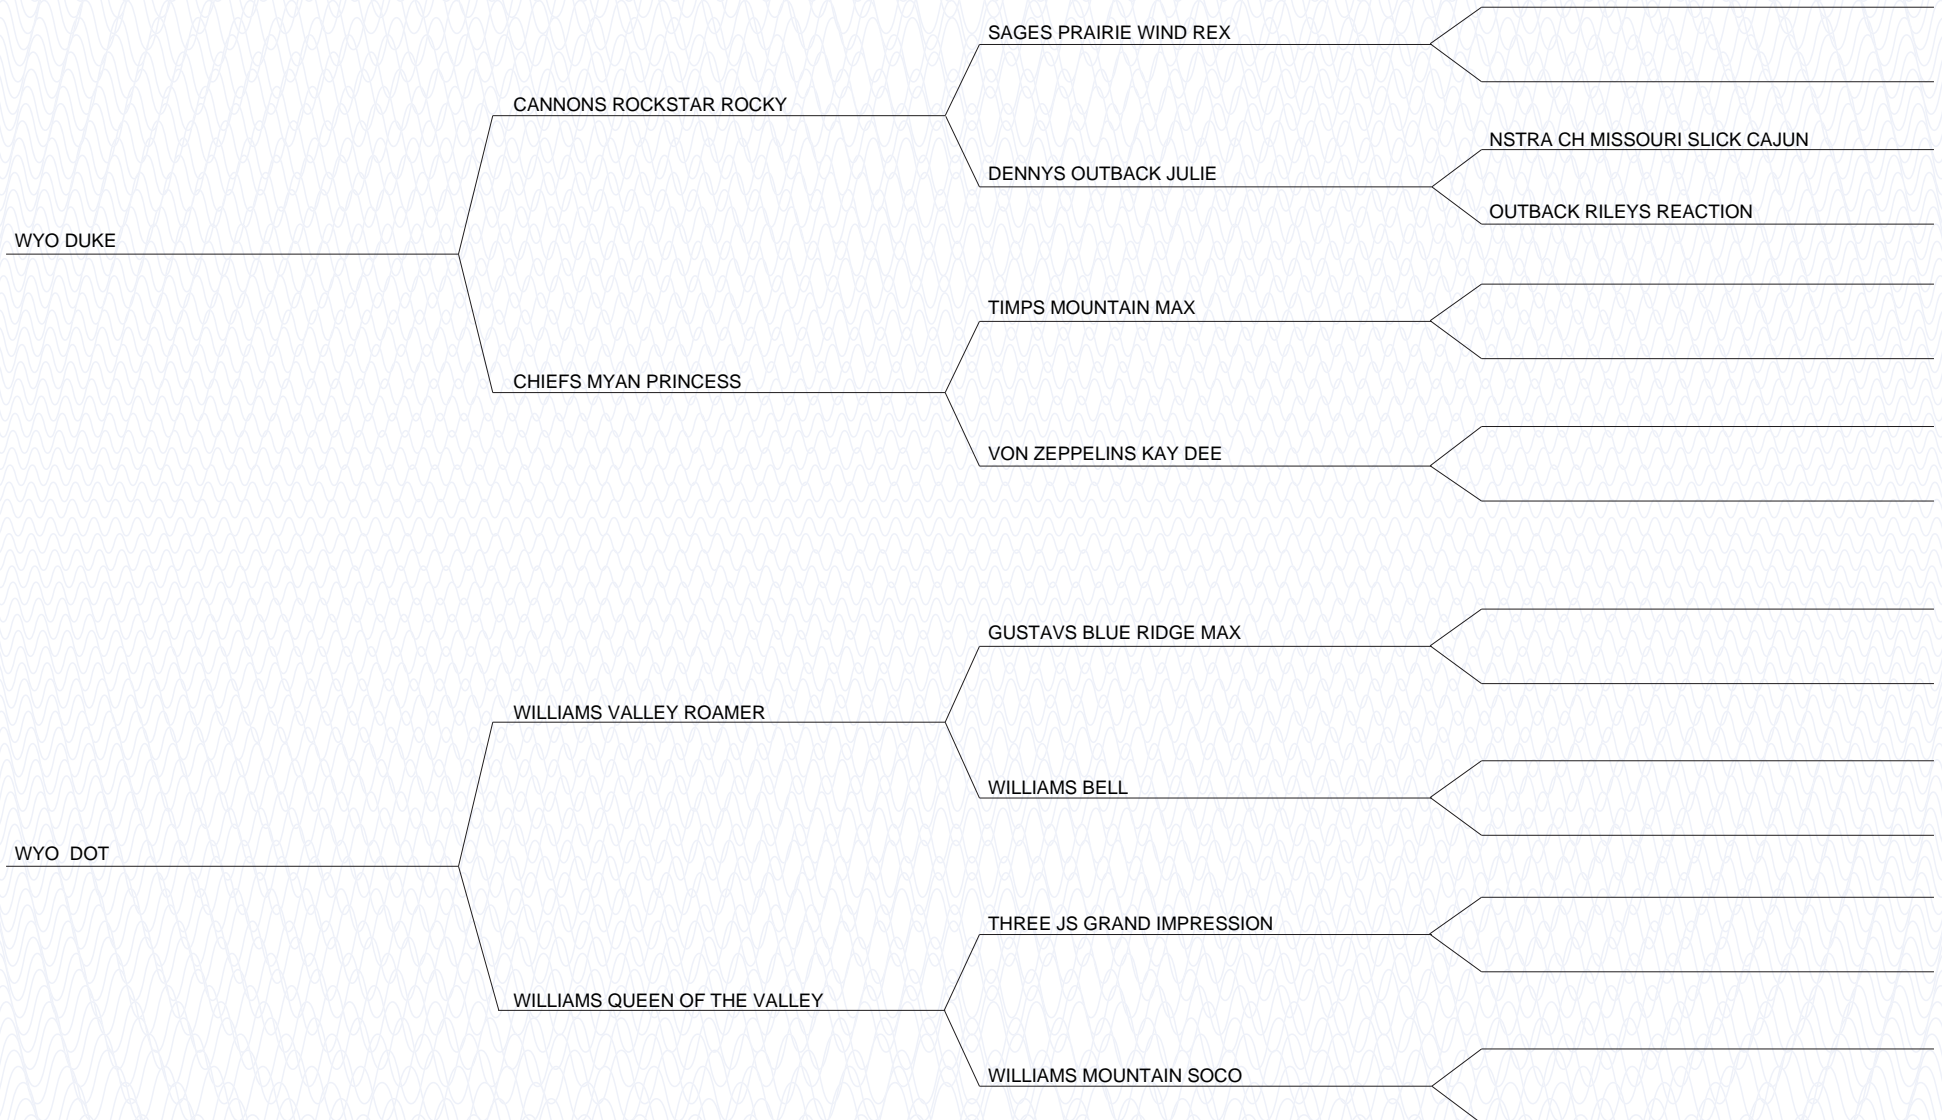 SAGES PRAIRIE WIND REX
CANNONS ROCKSTAR ROCKY
NSTRA CH MISSOURI SLICK CAJUN
DENNYS OUTBACK JULIE
OUTBACK RILEYS REACTION
WYO DUKE
TIMPS MOUNTAIN MAX
CHIEFS MYAN PRINCESS
VON ZEPPELINS KAY DEE
GUSTAVS BLUE RIDGE MAX
WILLIAMS VALLEY ROAMER
WILLIAMS BELL
WYO  DOT
THREE JS GRAND IMPRESSION
WILLIAMS QUEEN OF THE VALLEY
WILLIAMS MOUNTAIN SOCO